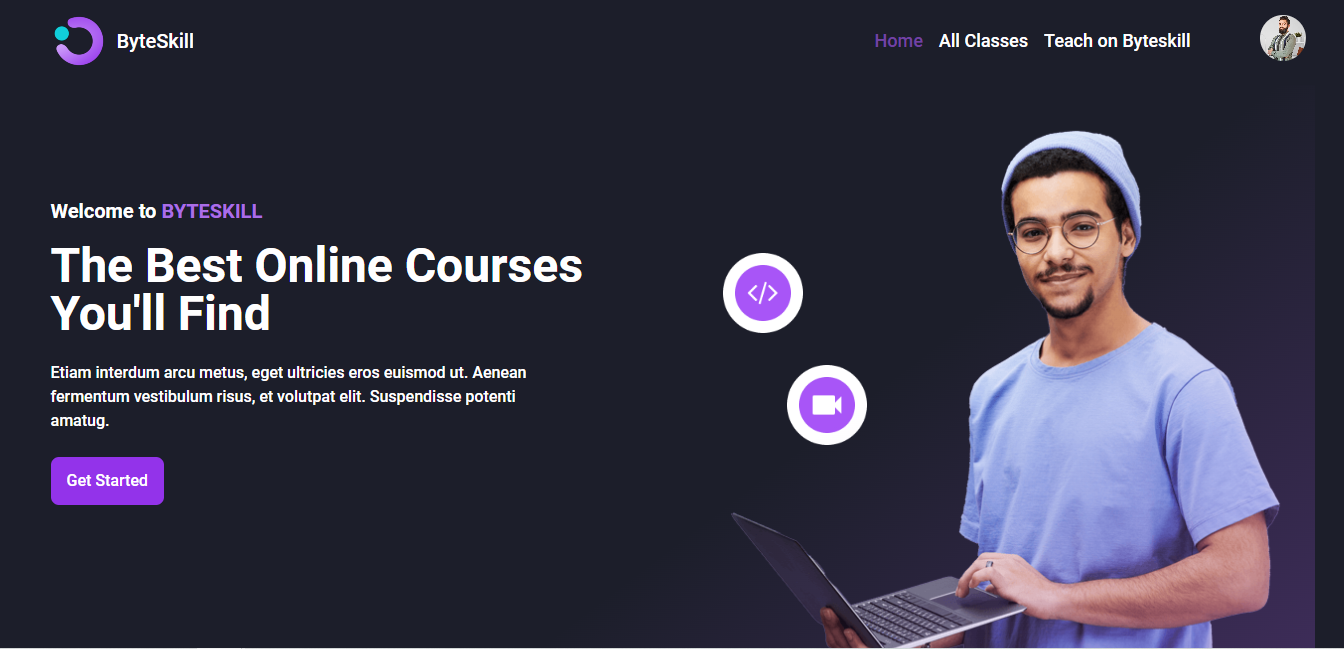 ByteSkill
Home All Classes Teach on Byteskill
Welcome to BYTESKILL
The Best Online Courses
You'll Find
Etiam interdum arcu metus, eget ultricies eros euismod ut. Aenean
fermentum vestibulum risus, et volutpat elit. Suspendisse potenti
amatug.
</>
Get Started